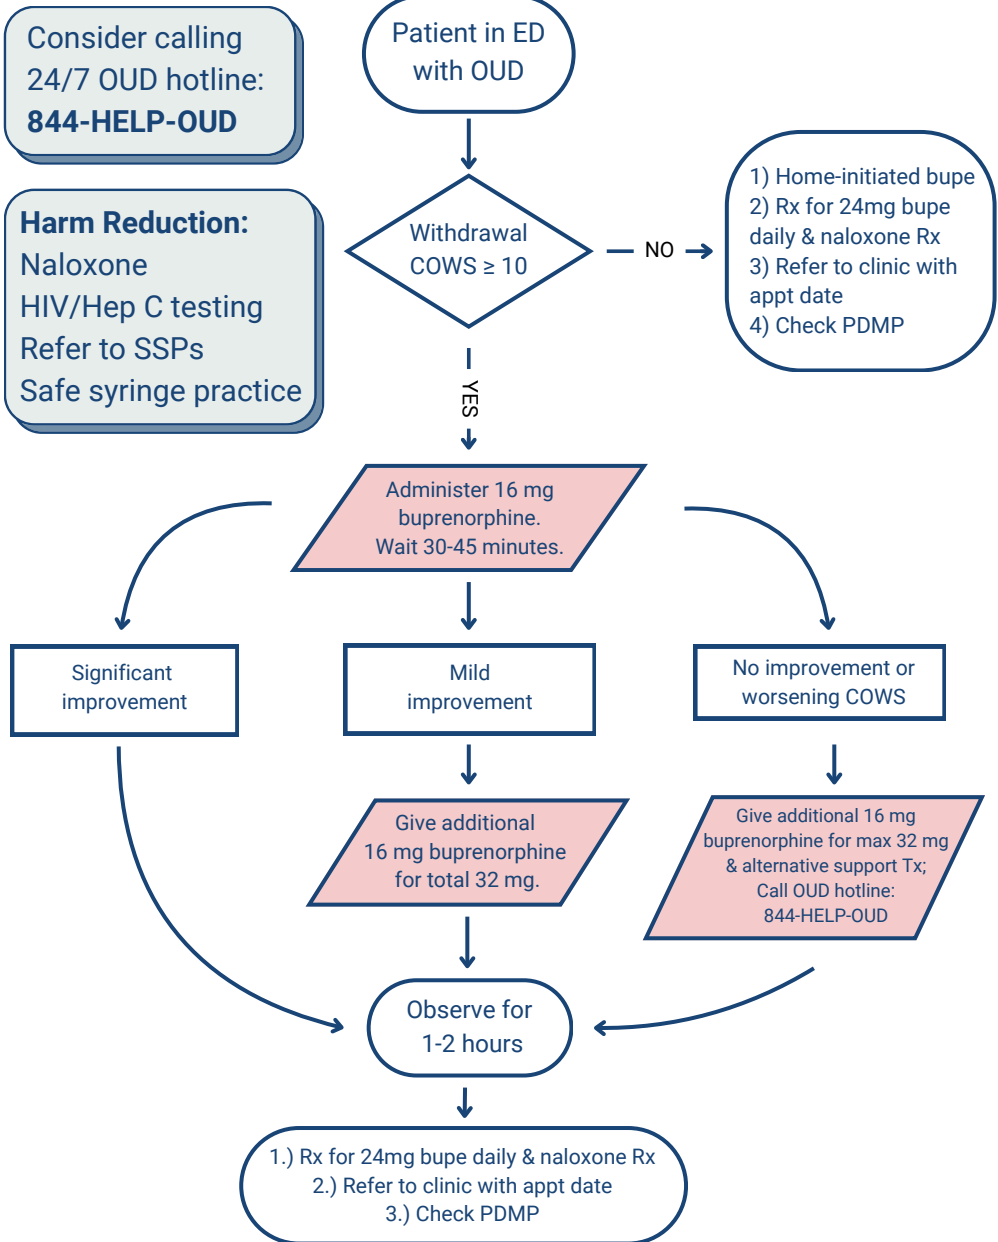 Consider calling
24/7 OUD hotline:
844-HELP-OUD
Patient in ED
with OUD
Harm Reduction:
Naloxone
HIV/Hep C testing
Refer to SSPs
Safe syringe practice
Withdrawal
COWS ≥ 10
NO
1) Home-initiated bupe
2) Rx for 24mg bupe
daily & naloxone Rx
3) Refer to clinic with
appt date
4) Check PDMP
YES
Administer 16 mg
buprenorphine.
Wait 30-45 minutes.
Significant
improvement
Mild
improvement
No improvement or
worsening COWS
Give additional
16 mg buprenorphine
for total 32 mg.
Give additional 16 mg
buprenorphine for max 32 mg
& alternative support Tx;
Call OUD hotline:
844-HELP-OUD
Observe for
1-2 hours
1.) Rx for 24mg bupe daily & naloxone Rx
2.) Refer to clinic with appt date
3.) Check PDMP